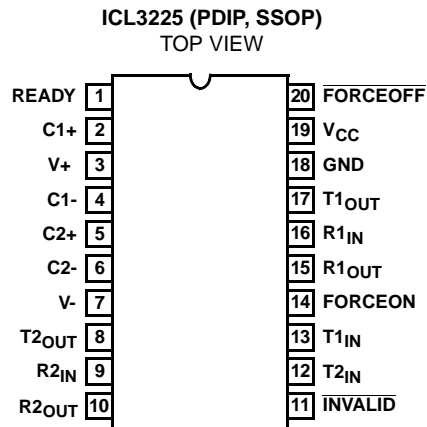 ICL3225 (PDIP, SSOP)
TOP VIEW
READY 1 20 FORCEOFF
C1+ 2 19 VCC
V+ 3 18 GND
C1- 4 17 T1OUT
C2+ 5 16 R1IN
C2- 6 15 R1OUT
V- 7 14 FORCEON
T2OUT 8 13 T1IN
R2IN 9 12 T2IN
R2OUT 10 11 INVALID